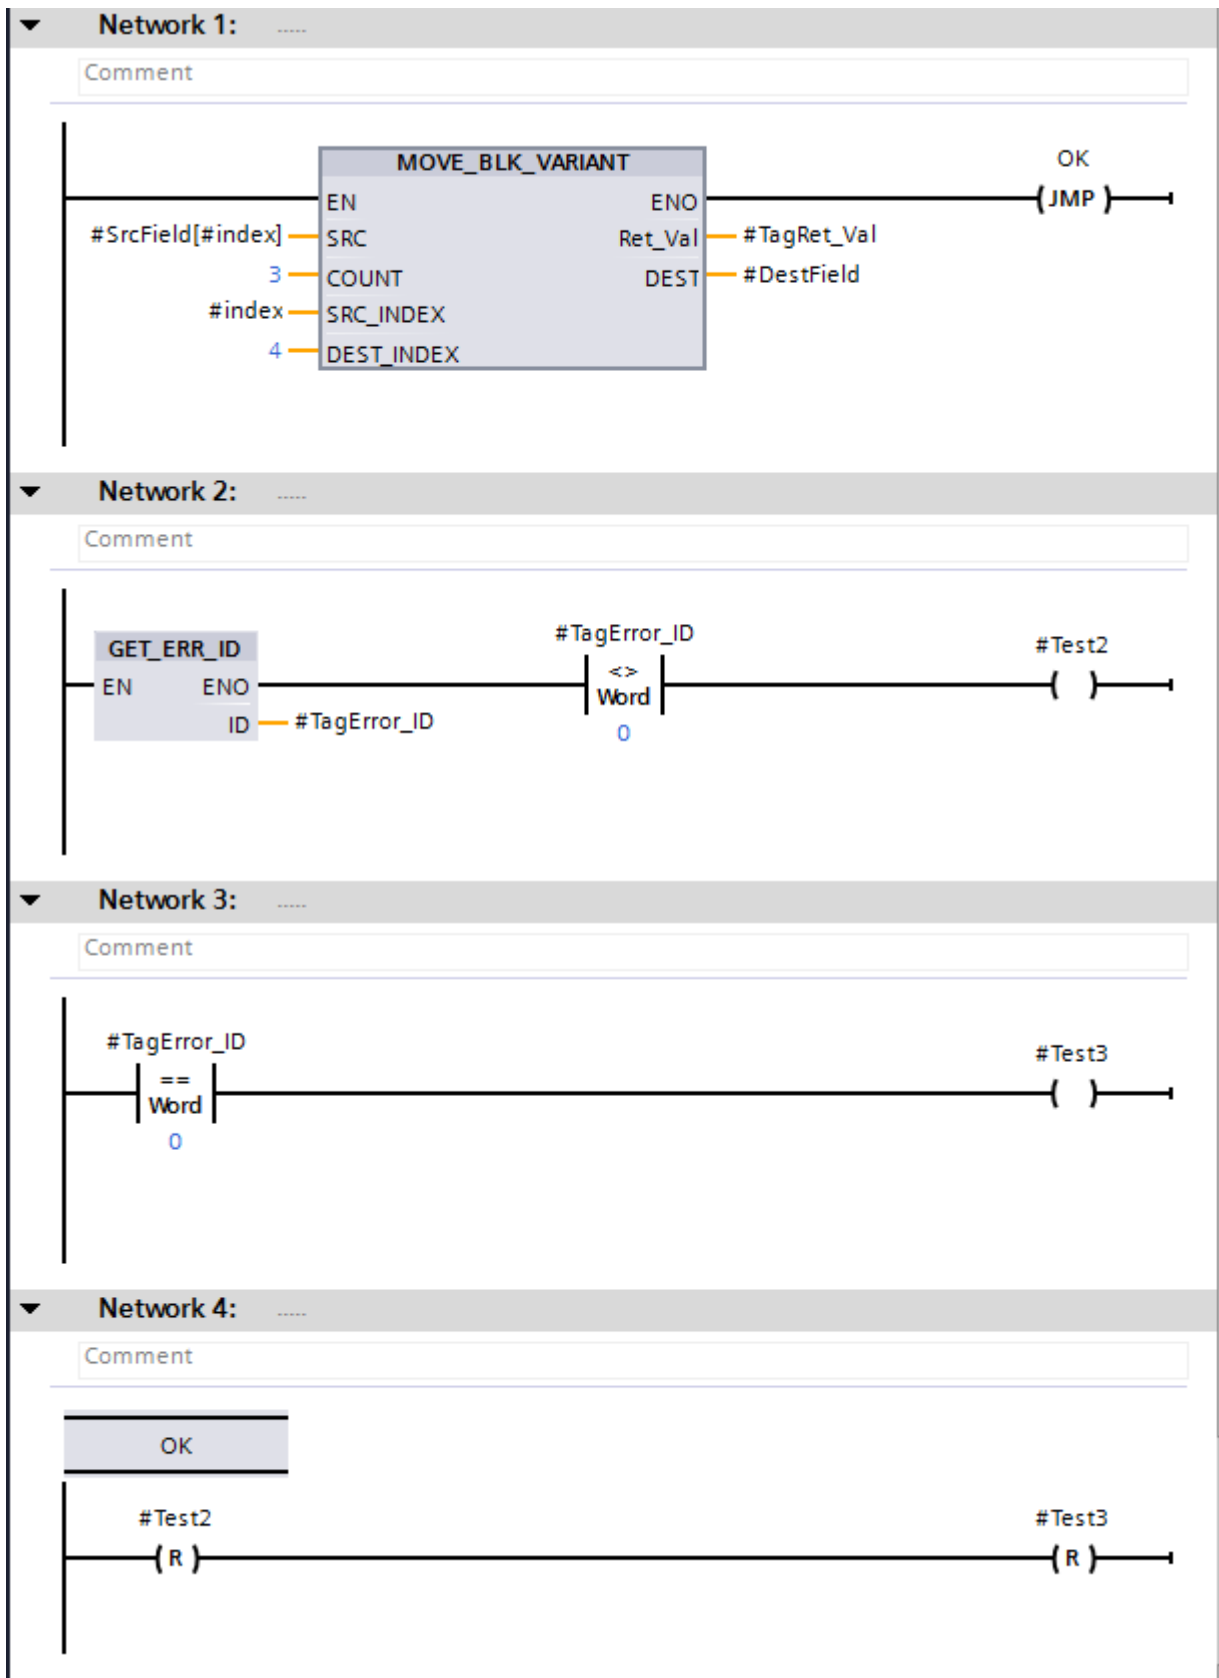 Network 1: .....
Comment
MOVE_BLK_VARIANT
OK
EN ENO
( JMP )
#SrcField[#index] SRC Ret_Val #TagRet_Val
3 COUNT DEST #DestField
#index SRC_INDEX
4 DEST_INDEX
Network 2: .....
Comment
#TagError_ID
GET_ERR_ID
#Test2
<>
EN ENO
Word
( )
ID #TagError_ID
0
Network 3: .....
Comment
#TagError_ID
#Test3
==
Word
( )
0
Network 4: .....
Comment
OK
#Test2 #Test3
( R ) ( R )